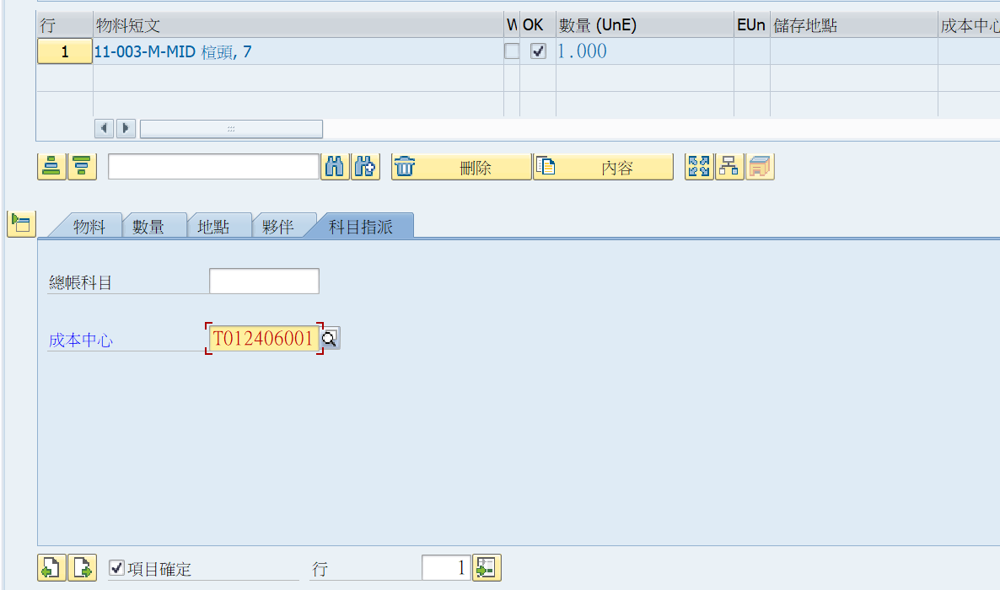 行 物料短文 W OK 數量 (UnE) EUn 儲存地點 成本中心
1 11-003-M-MID 楦頭, 7 1.000
刪除 內容
物料 數量 地點 夥伴 科目指派
總帳科目
成本中心 T012406001
項目確定 行 1